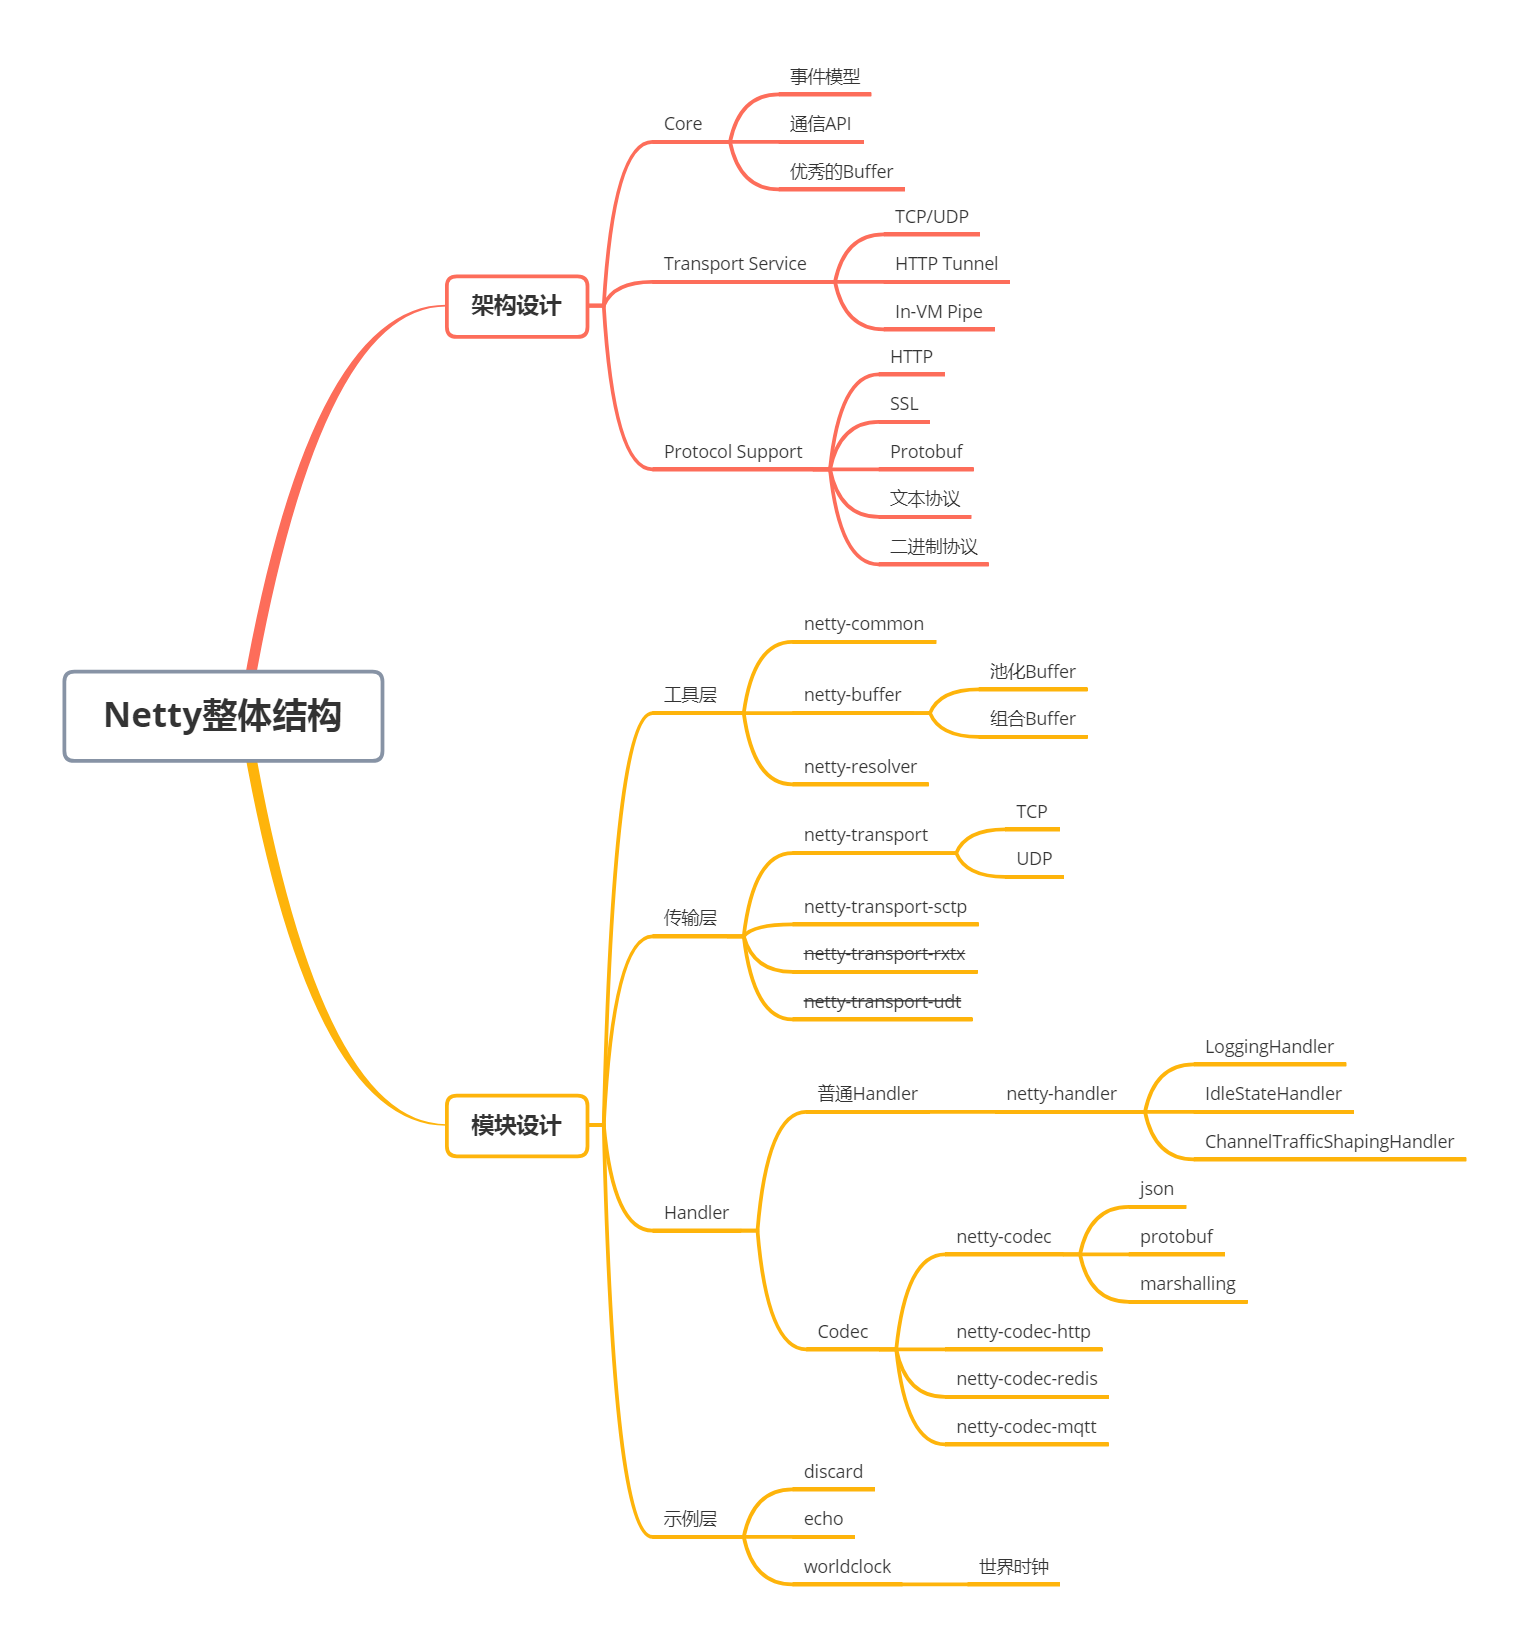 Netty整体结构
架构设计
Core
事件模型
通信API
优秀的Buffer
Transport Service
TCP/UDP
HTTP Tunnel
In-VM Pipe
Protocol Support
HTTP
SSL
Protobuf
文本协议
二进制协议
模块设计
工具层
netty-common
netty-buffer
池化Buffer
组合Buffer
netty-resolver
传输层
netty-transport
TCP
UDP
netty-transport-sctp
netty-transport-rxtx
netty-transport-udt
Handler
普通Handler
netty-handler
LoggingHandler
IdleStateHandler
ChannelTrafficShapingHandler
Codec
netty-codec
json
protobuf
marshalling
netty-codec-http
netty-codec-redis
netty-codec-mqtt
示例层
discard
echo
worldclock
世界时钟